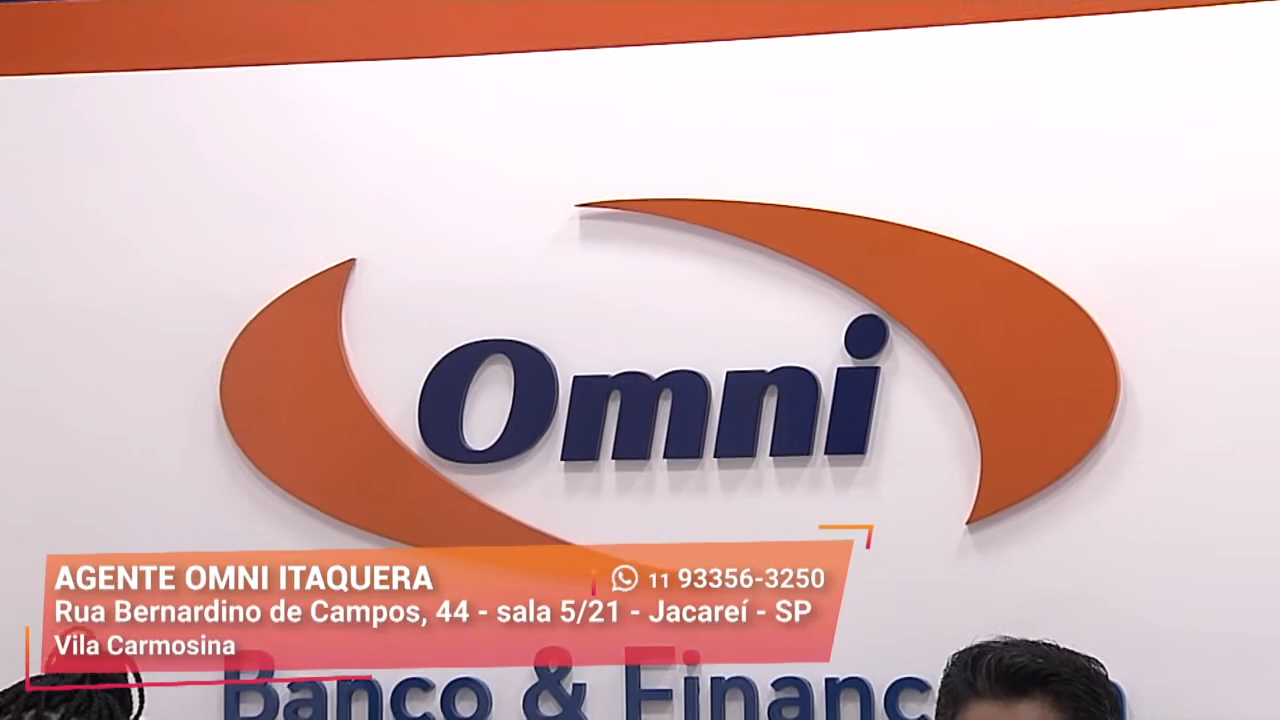 Omni
AGENTE OMNI ITAQUERA 11 93356-3250
Rua Bernardino de Campos, 44 - sala 5/21 - Jacareí - SP
Vila Carmosina
Banco &